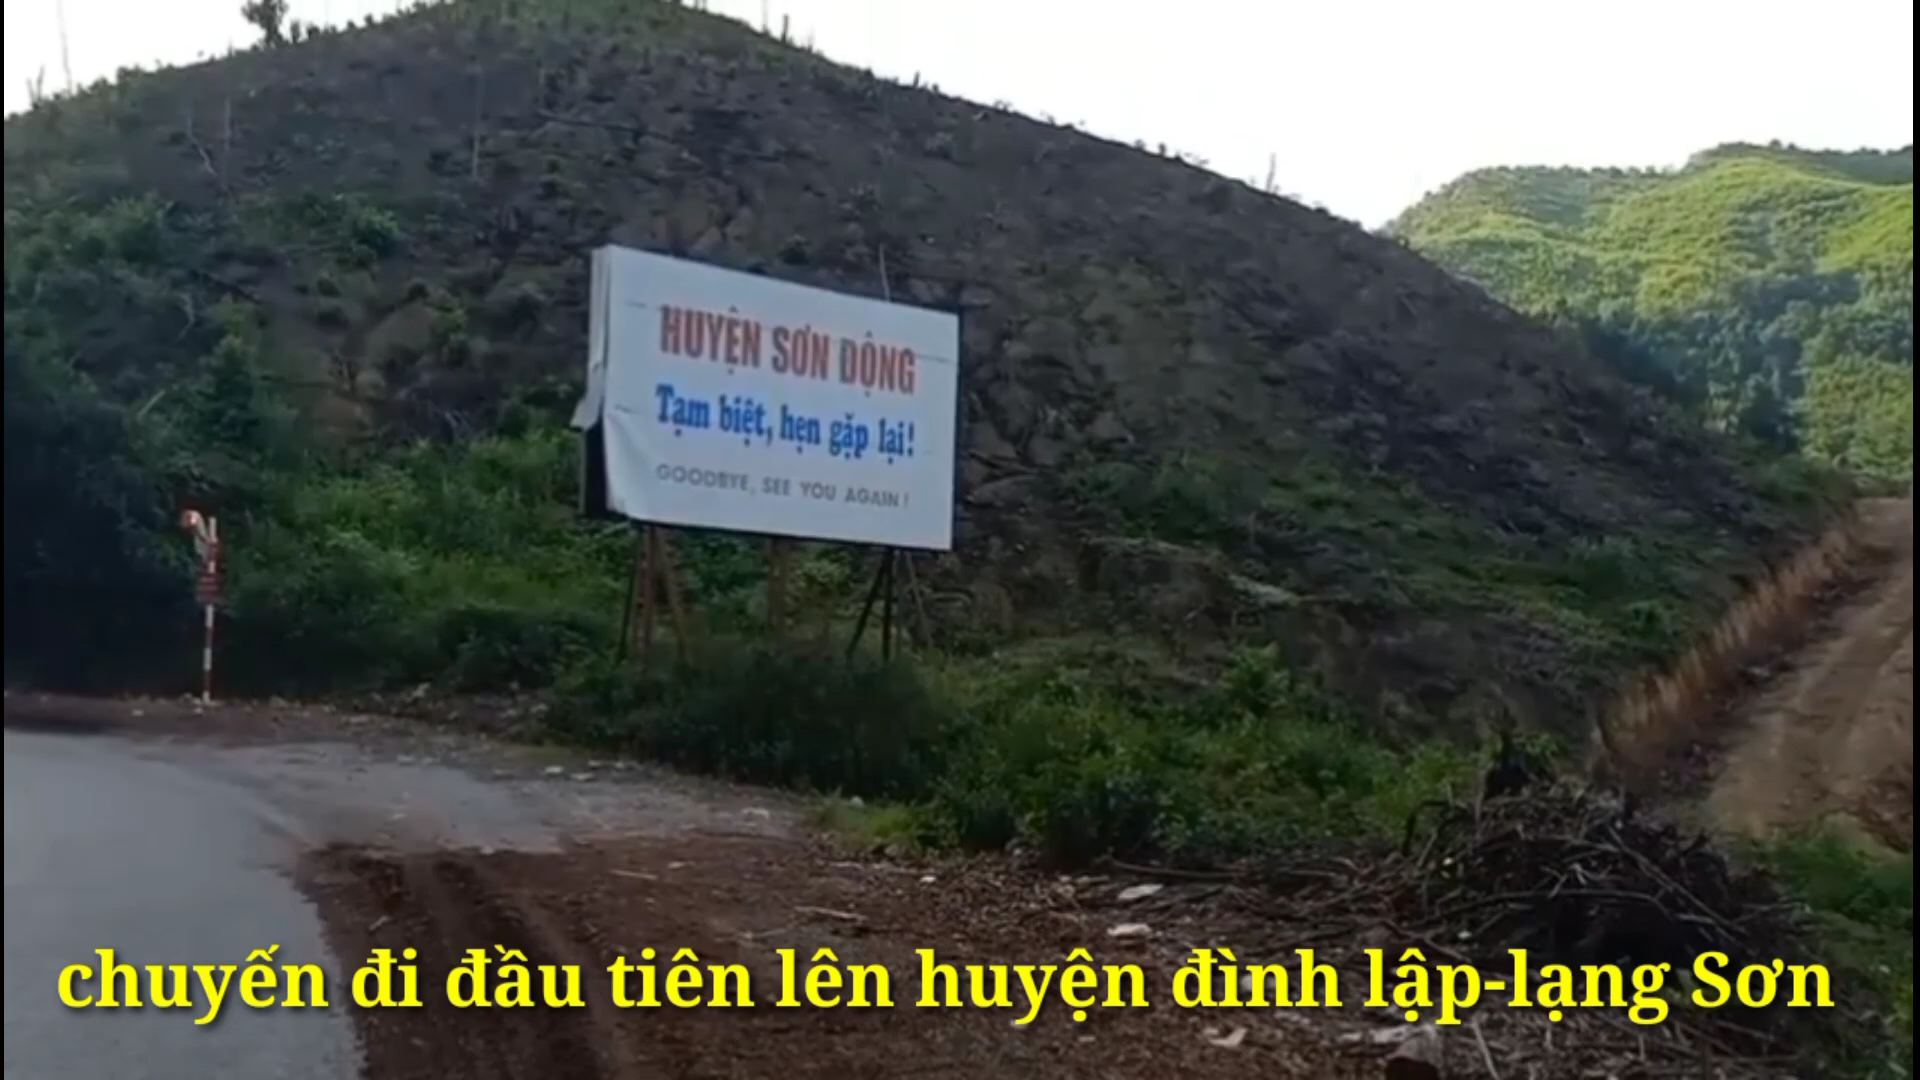 HUYỆN SƠN ĐỘNG
Tạm biệt, hẹn gặp lại!
GOODBYE, SEE YOU AGAIN!
chuyến đi đầu tiên lên huyện đình lập-lạng Sơn